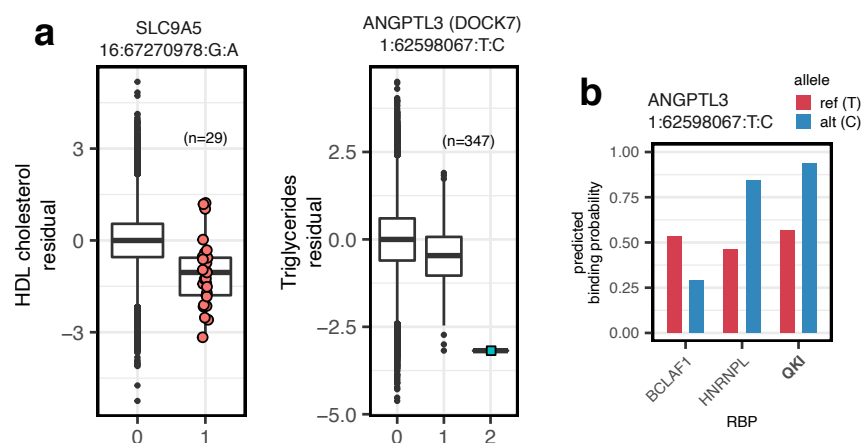 a
SLC9A5
16:67270978:G:A
HDL cholesterol
residual
3
0
−3
(n=29)
0 1
ANGPTL3 (DOCK7)
1:62598067:T:C
Triglycerides
residual
2.5
0.0
−2.5
−5.0
(n=347)
0 1 2
b
ANGPTL3
1:62598067:T:C
allele
ref (T)
alt (C)
predicted
binding probability
1.00
0.75
0.50
0.25
0.00
BCLAF1
HNRNPL
QKI
RBP